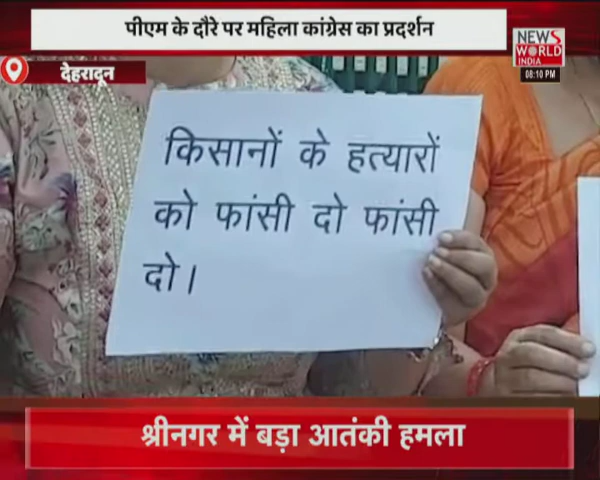 पीएम के दौरे पर महिला कांग्रेस का प्रदर्शन
NEWS
WORLD
INDIA
08:10 PM
देहरादून
किसानों के हत्यारों
को फांसी दो फांसी
दो।
श्रीनगर में बड़ा आतंकी हमला